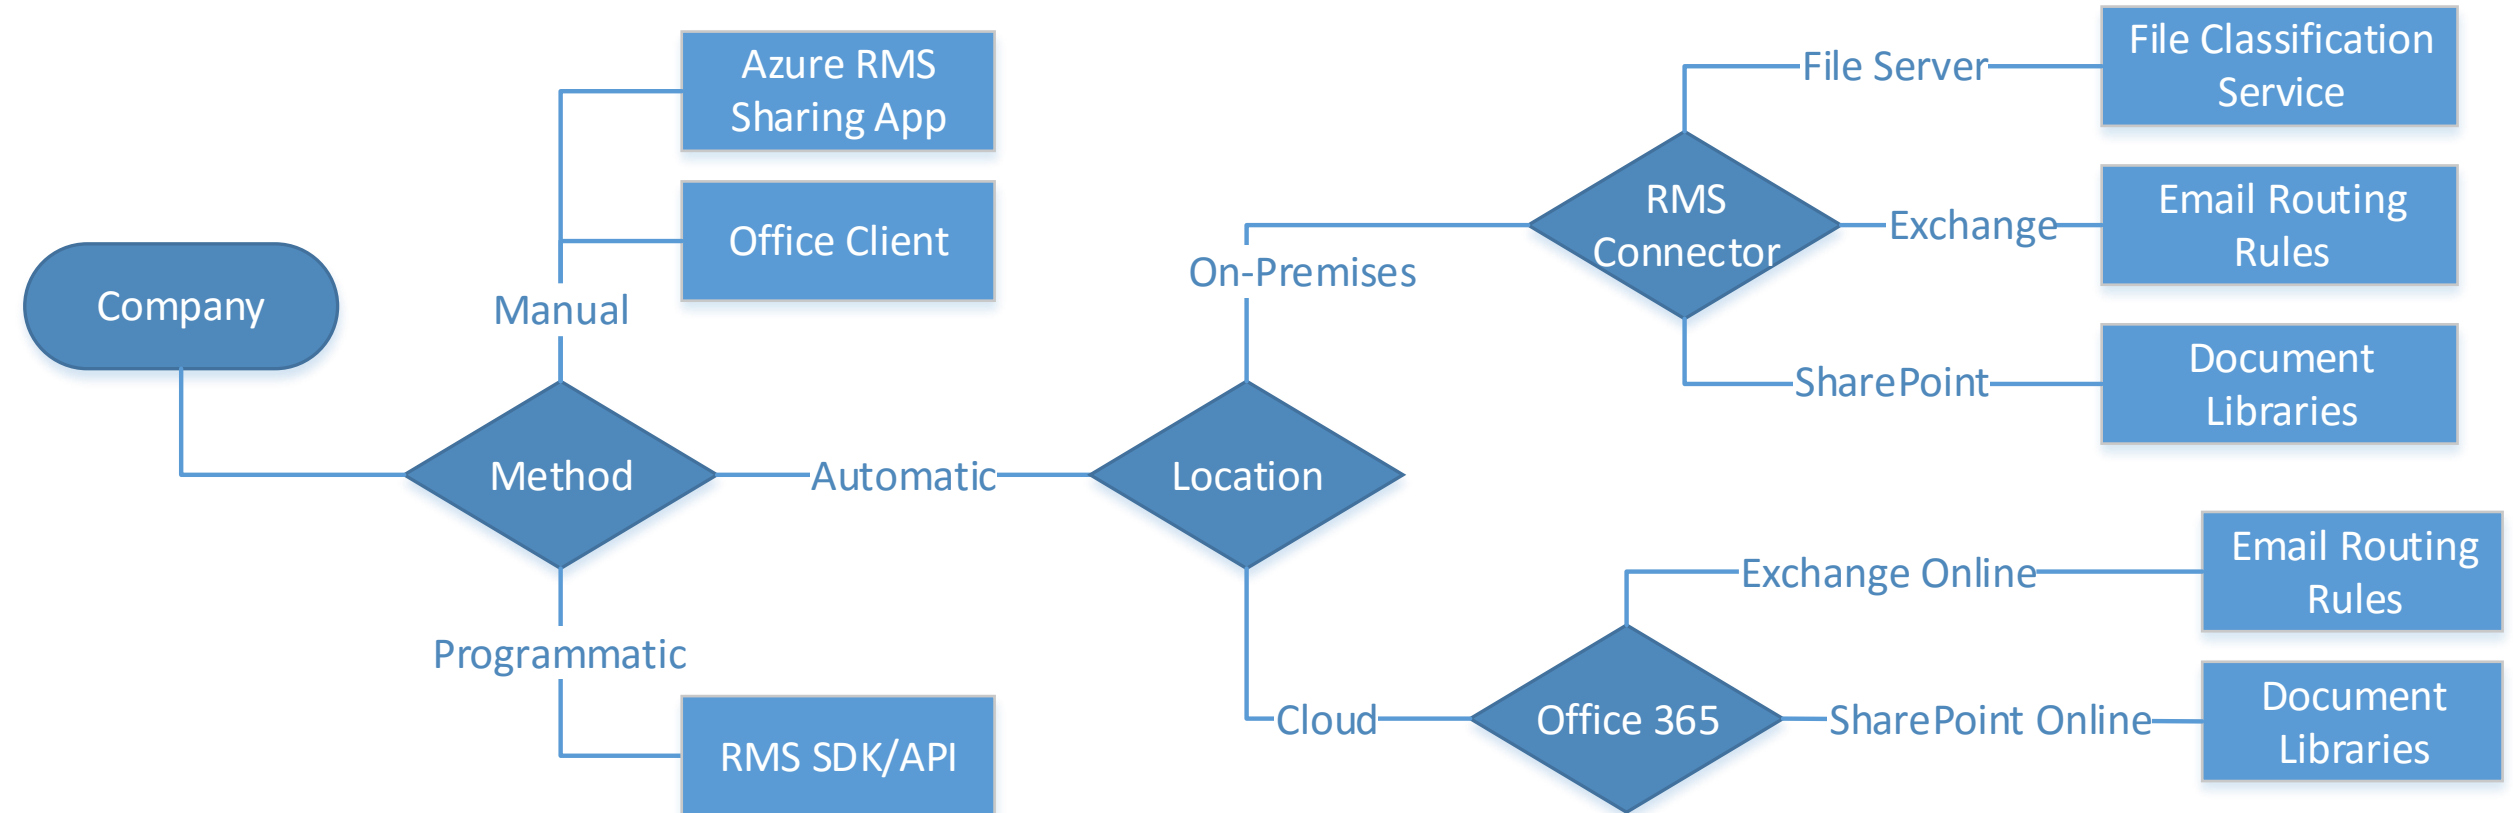 Company
Method
Manual
Azure RMS
Sharing App
Office Client
Programmatic
RMS SDK/API
Automatic
Location
On-Premises
RMS
Connector
File Server
File Classification
Service
Exchange
Email Routing
Rules
SharePoint
Document
Libraries
Cloud
Office 365
Exchange Online
Email Routing
Rules
SharePoint Online
Document
Libraries